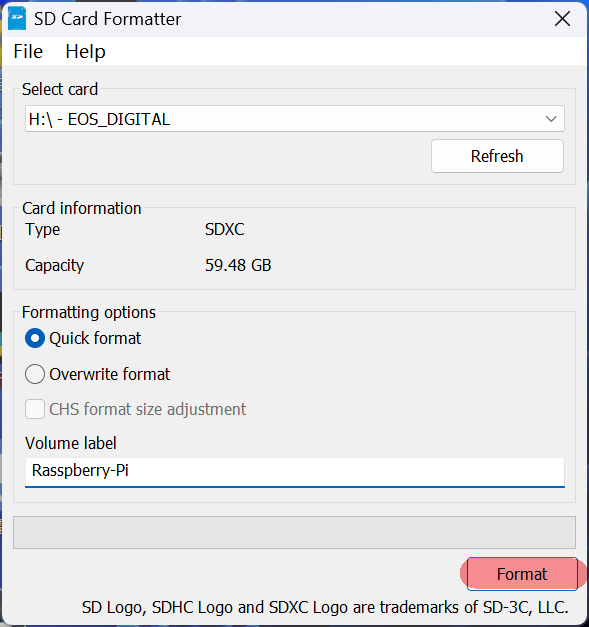 SD Card Formatter
File Help
Select card
H:\ - EOS_DIGITAL
Refresh
Card information
Type SDXC
Capacity 59.48 GB
Formatting options
Quick format
Overwrite format
CHS format size adjustment
Volume label
Rasspberry-Pi
Format
SD Logo, SDHC Logo and SDXC Logo are trademarks of SD-3C, LLC.